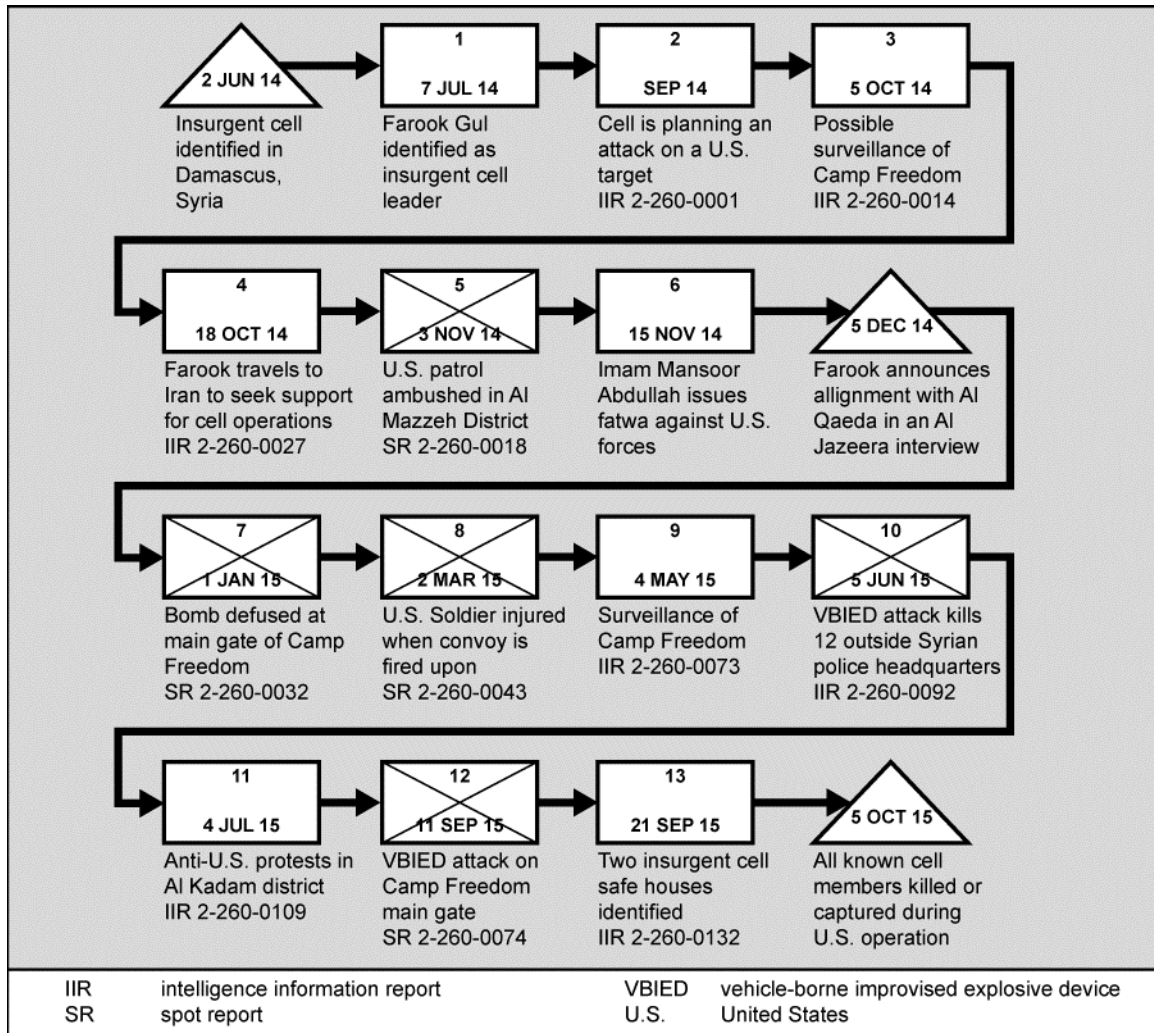 2 JUN 14
Insurgent cell
identified in
Damascus,
Syria
1
7 JUL 14
Farook Gul
identified as
insurgent cell
leader
2
SEP 14
Cell is planning an
attack on a U.S.
target
IIR 2-260-0001
3
5 OCT 14
Possible
surveillance of
Camp Freedom
IIR 2-260-0014
4
18 OCT 14
Farook travels to
Iran to seek support
for cell operations
IIR 2-260-0027
5
3 NOV 14
U.S. patrol
ambushed in Al
Mazzeh District
SR 2-260-0018
6
15 NOV 14
Imam Mansoor
Abdullah issues
fatwa against U.S.
forces
5 DEC 14
Farook announces
allignment with Al
Qaeda in an Al
Jazeera interview
7
1 JAN 15
Bomb defused at
main gate of Camp
Freedom
SR 2-260-0032
8
2 MAR 15
U.S. Soldier injured
when convoy is
fired upon
SR 2-260-0043
9
4 MAY 15
Surveillance of
Camp Freedom
IIR 2-260-0073
10
5 JUN 15
VBIED attack kills
12 outside Syrian
police headquarters
IIR 2-260-0092
11
4 JUL 15
Anti-U.S. protests in
Al Kadam district
IIR 2-260-0109
12
11 SEP 15
VBIED attack on
Camp Freedom
main gate
SR 2-260-0074
13
21 SEP 15
Two insurgent cell
safe houses
identified
IIR 2-260-0132
5 OCT 15
All known cell
members killed or
captured during
U.S. operation
IIR intelligence information report
SR spot report
VBIED vehicle-borne improvised explosive device
U.S. United States